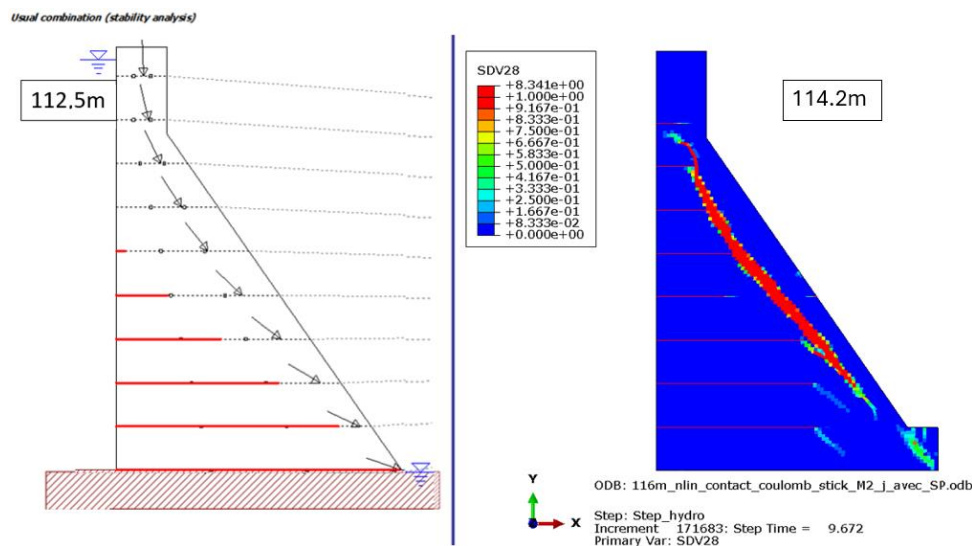 Usual combination (stability analysis)
112,5m
SDV28
+8.341e+00
+1.000e+00
+9.167e-01
+8.333e-01
+7.500e-01
+6.667e-01
+5.833e-01
+5.000e-01
+4.167e-01
+3.333e-01
+2.500e-01
+1.667e-01
+8.333e-02
+0.000e+00
114.2m
Y
X
ODB: 116m_nlin_contact_coulomb_stick_M2_j_avec_SP.odb
Step: Step_hydro
Increment 171683: Step Time = 9.672
Primary Var: SDV28